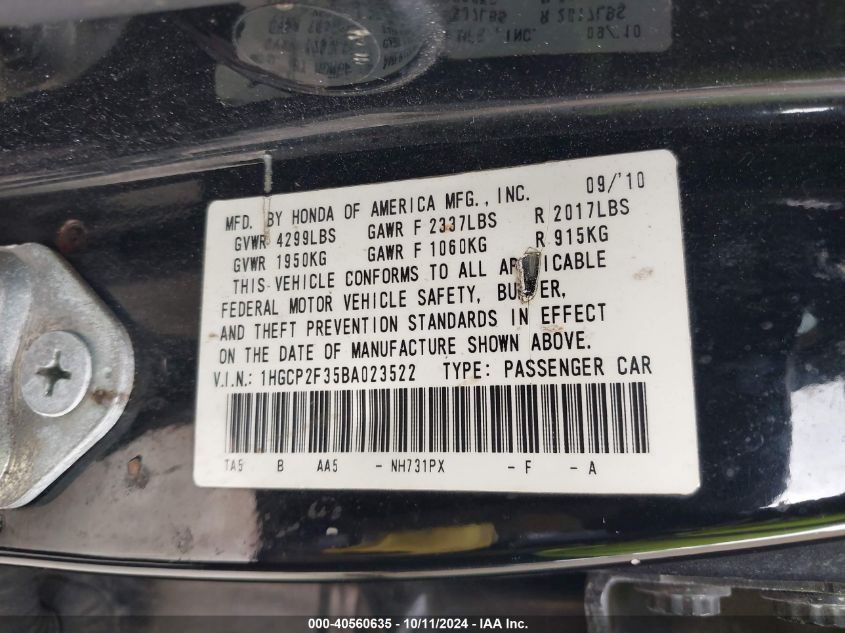 09/'10
MFD. BY HONDA OF AMERICA MFG., INC.
GVWR 4299LBS GAWR F 2337LBS R 2017LBS
GVWR 1950KG GAWR F 1060KG R 915KG
THIS VEHICLE CONFORMS TO ALL
FEDERAL MOTOR VEHICLE SAFETY,
AND THEFT PREVENTION STANDARDS IN EFFECT
ON THE DATE OF MANUFACTURE SHOWN ABOVE.
V.I.N.: 1HGCP2F35BA023522 TYPE: PASSENGER CAR
TA5 B AA5 - NH731PX - F - A
000-40560635 - 10/11/2024 - IAA Inc.